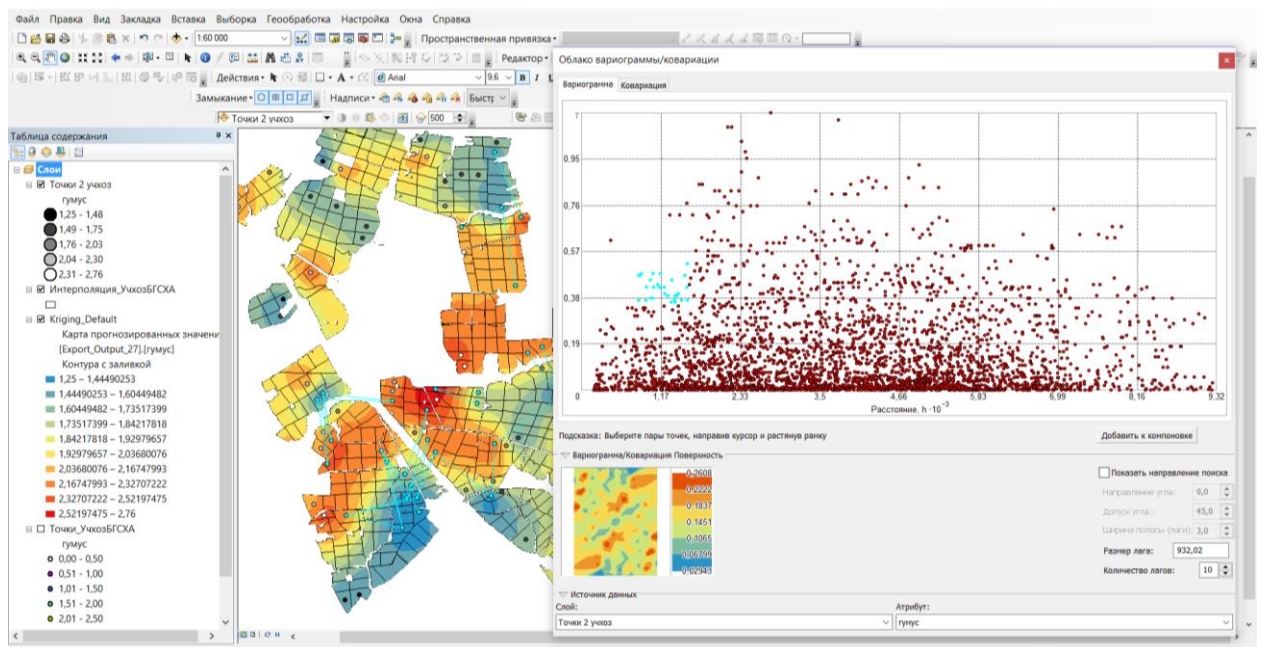 Файл Правка Вид Закладка Вставка Выборка Геообработка Настройка Окна Справка
1:60 000
Пространственная привязка
Редактор
Действия
A
Arial
9.6
В
I
Замыкание
Надписи
Быстр
Точки 2 учхоз
500
Таблица содержания
Слои
Точки 2 учхоз
гумус
1,25 - 1,48
1,49 - 1,75
1,76 - 2,03
2,04 - 2,30
2,31 - 2,76
Интерполяция_УчхозБГСХА
Kriging_Default
Карта прогнозированных значени
[Export_Output_27].[гумус]
Контура с заливкой
1,25 – 1,44490253
1,44490253 – 1,60449482
1,60449482 – 1,73517399
1,73517399 – 1,84217818
1,84217818 – 1,92979657
1,92979657 – 2,03680076
2,03680076 – 2,16747993
2,16747993 – 2,32707222
2,32707222 – 2,52197475
2,52197475 – 2,76
Точки_УчхозБГСХА
гумус
0,00 - 0,50
0,51 - 1,00
1,01 - 1,50
1,51 - 2,00
2,01 - 2,50
Облако вариограммы/ковариации
Вариограмма Ковариация
7
0,95
0,76
0,57
0,38
0,19
0 1,17 2,33 3,5 4,66 5,83 6,99 8,16 9,32
Расстояние, h ·10⁻³
Подсказка: Выберите пары точек, направив курсор и растянув рамку
Добавить к компоновке
Вариограмма/Ковариация Поверхность
0,2608
0,2222
0,1837
0,1451
0,1065
0,06799
0,02943
Показать направление поиска
Направление угла: 0,0
Допуск угла: 45,0
Ширина полосы (лаги): 3,0
Размер лага: 932,02
Количество лагов: 10
Источник данных
Слой: Атрибут:
Точки 2 учхоз гумус